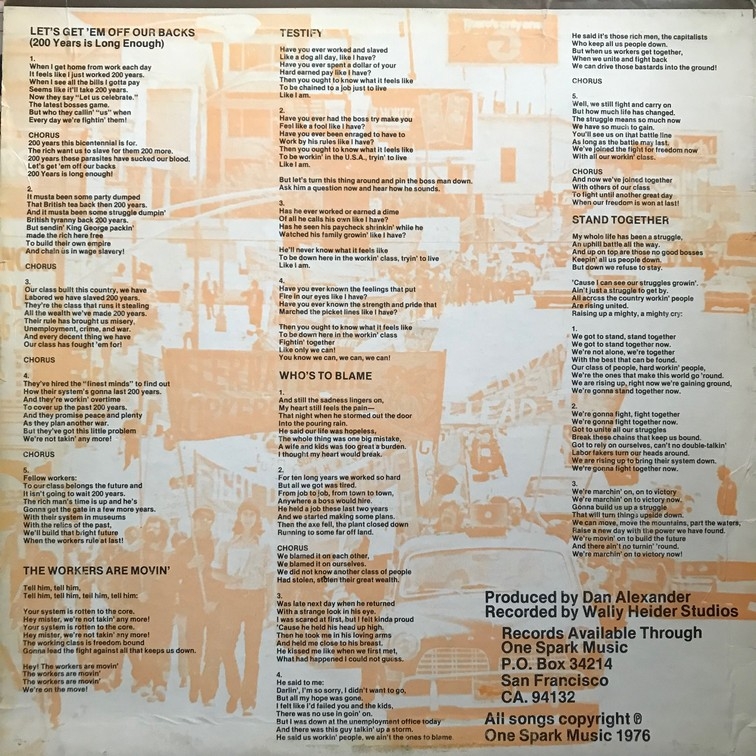 LET'S GET 'EM OFF OUR BACKS
(200 Years is Long Enough)
1.
When I get home from work each day
It feels like I just worked 200 years.
When I see all the bills I gotta pay
Seems like it'll take 200 years.
Now they say "Let us celebrate."
The latest bosses game.
But who they callin' "us" when
Every day we're fightin' them!
CHORUS
200 years this bicentennial is for.
The rich want us to slave for them 200 more.
200 years these parasites have sucked our blood.
Let's get 'em off our backs
200 Years is long enough!
2.
It musta been some party dumped
That British tea back then 200 years.
And it musta been some struggle dumpin'
British tyranny back 200 years.
But sendin' King George packin'
made the rich here free
To build their own empire
And chain us in wage slavery!
CHORUS
3.
Our class built this country, we have
Labored we have slaved 200 years.
They're the class that runs it stealing
All the wealth we've made 200 years.
Their rule has brought us misery,
Unemployment, crime, and war.
And every decent thing we have
Our class has fought 'em for!
CHORUS
4.
They've hired the "finest minds" to find out
How their system's gonna last 200 years.
And they're workin' overtime
To cover up the past 200 years.
And they promise peace and plenty
As they plan another war.
But they've got this little problem
We're not takin' any more!
CHORUS
5.
Fellow workers:
To our class belongs the future and
It isn't going to wait 200 years.
The rich man's time is up and he's
Gonna get the gate in a few more years.
With their system in museums
With the relics of the past,
We'll build that bright future
When the workers rule at last!
THE WORKERS ARE MOVIN'
Tell him, tell him,
Tell him, tell him, tell him, tell him:
Your system is rotten to the core.
Hey mister, we're not takin' any more!
Your system is rotten to the core.
Hey mister, we're not takin' any more!
The working class is freedom bound
Gonna lead the fight against all that keeps us down.
Hey! The workers are movin'
The workers are movin'
The workers are movin'
We're on the move!
TESTIFY
Have you ever worked and slaved
Like a dog all day, like I have?
Have you ever spent a dollar of your
Hard earned pay like I have?
Then you ought to know what it feels like
To be chained to a job just to live
Like I am.
2.
Have you ever had the boss try make you
Feel like a fool like I have?
Have you ever been enraged to have to
Work by his rules like I have?
Then you ought to know what it feels like
To be workin' in the U.S.A., tryin' to live
Like I am.
But let's turn this thing around and pin the boss man down.
Ask him a question now and hear how he sounds.
3.
Has he ever worked or earned a dime
Of all he calls his own like I have?
Has he seen his paycheck shrinkin' while he
Watched his family growin' like I have?
He'll never know what it feels like
To be down here in the workin' class, tryin' to live
Like I am.
4.
Have you ever known the feelings that put
Fire in our eyes like I have?
Have you ever known the strength and pride that
Marched the picket lines like I have?
Then you ought to know what it feels like
To be down here in the workin' class
Fightin' together
Like only we can!
You know we can, we can, we can!
WHO'S TO BLAME
1.
And still the sadness lingers on,
My heart still feels the pain—
That night when he stormed out the door
Into the pouring rain.
He said our life was hopeless,
The whole thing was one big mistake,
A wife and kids was too great a burden.
I thought my heart would break.
2.
For ten long years we worked so hard
But all we got was tired.
From job to job, from town to town,
Anywhere a boss would hire.
He held a job these last two years
And we started making some plans.
Then the axe fell, the plant closed down
Running to some far off land.
CHORUS
We blamed it on each other,
We blamed it on ourselves.
We did not know another class of people
Had stolen, stolen their great wealth.
3.
Was late next day when he returned
With a strange look in his eye.
I was scared at first, but I felt kinda proud
'Cause he held his head up high.
Then he took me in his loving arms
And held me close to his breast.
He kissed me like when we first met,
What had happened I could not guess.
4.
He said to me:
Darlin', I'm so sorry, I didn't want to go,
But all my hope was gone.
I felt like I'd failed you and the kids,
There was no use in goin' on.
But I was down at the unemployment office today
And there was this guy talkin' up a storm.
He said us workin' people, we ain't the ones to blame.
He said it's those rich men, the capitalists
Who keep all us people down.
But when us workers get together,
When we unite and fight back
We can drive those bastards into the ground!
CHORUS
5.
Well, we still fight and carry on
But how much life has changed.
The struggle means so much now
We have so much to gain.
You'll see us on that battle line
As long as the battle may last.
We've joined the fight for freedom now
With all our workin' class.
CHORUS
And now we've joined together
With others of our class
To fight until another great day
When our freedom is won at last!
STAND TOGETHER
My whole life has been a struggle,
An uphill battle all the way.
And up on top are those no good bosses
Keepin' all us people down.
But down we refuse to stay.
'Cause I can see our struggles growin'.
Ain't just a struggle to get by.
All across the country workin' people
Are rising united.
Raising up a mighty, a mighty cry:
1.
We got to stand, stand together
We got to stand together now.
We're not alone, we're together
With the best that can be found.
Our class of people, hard workin' people,
We're the ones that make this world go 'round.
We are rising up, right now we're gaining ground,
We're gonna stand together now.
2.
We're gonna fight, fight together
We're gonna fight together now.
Got to unite all our struggles
Break these chains that keep us bound.
Got to rely on ourselves, can't no double-talkin'
Labor fakers turn our heads around.
We are rising up to bring their system down.
We're gonna fight together now.
3.
We're marchin' on, on to victory
We're marchin' on to victory now.
Gonna build us up a struggle
That will turn things upside down.
We can move, move the mountains, part the waters,
Raise a new day with the power we have found.
We're movin' on to build the future
And there ain't no turnin' 'round.
We're marchin' on to victory now!
Produced by Dan Alexander
Recorded by Wally Heider Studios
Records Available Through
One Spark Music
P.O. Box 34214
San Francisco
CA. 94132
All songs copyright ℗
One Spark Music 1976